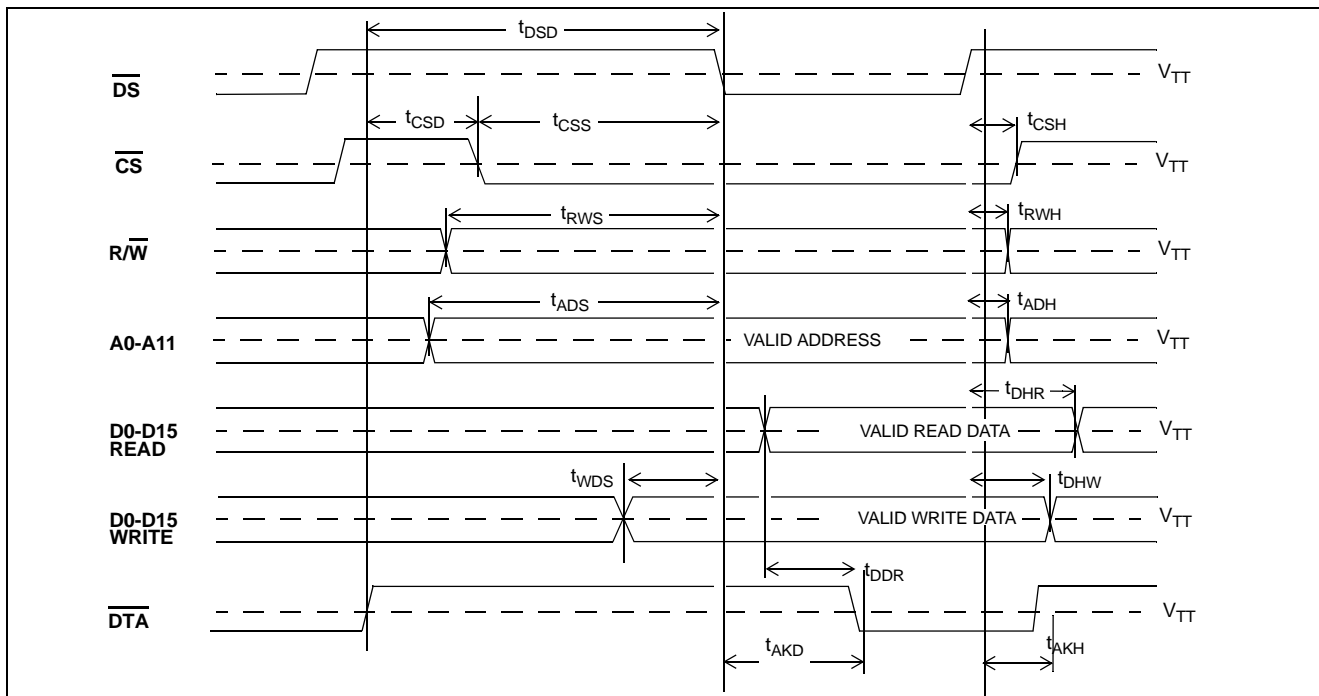 tDSD
DS VTT
tCSD tCSS tCSH
CS VTT
tRWS tRWH
R/W VTT
tADS tADH
A0-A11 VALID ADDRESS VTT
tDHR
D0-D15
READ VALID READ DATA VTT
tWDS tDHW
D0-D15
WRITE VALID WRITE DATA VTT
tDDR
DTA VTT
tAKD tAKH